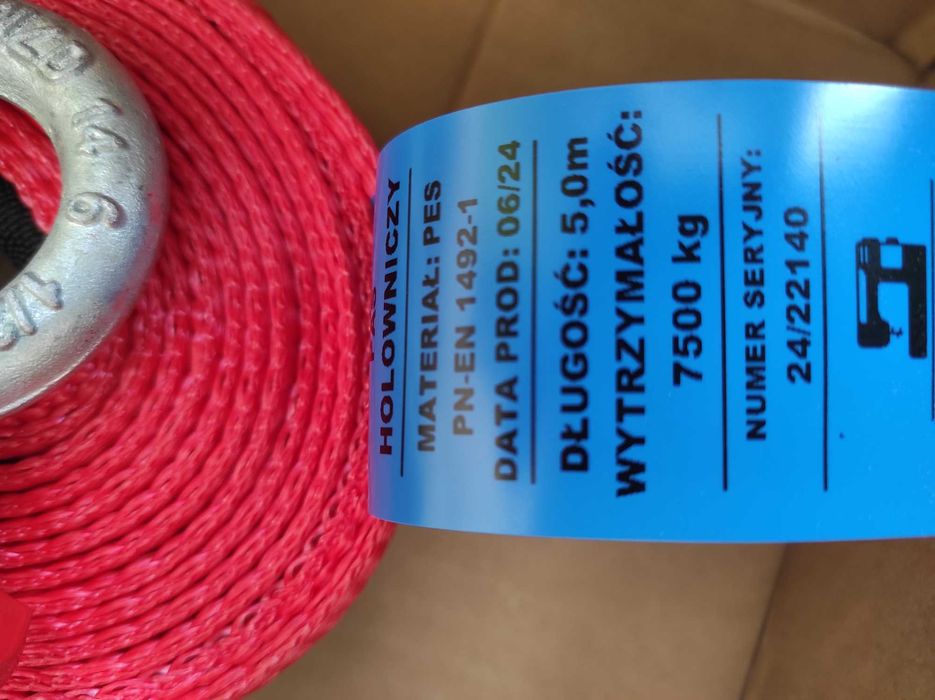 HOLOWNICZY
MATERIAŁ: PES
PN-EN 1492-1
DATA PROD: 06/24
DŁUGOŚĆ: 5,0m
WYTRZYMAŁOŚĆ:
7500 kg
NUMER SERYJNY:
24/22140